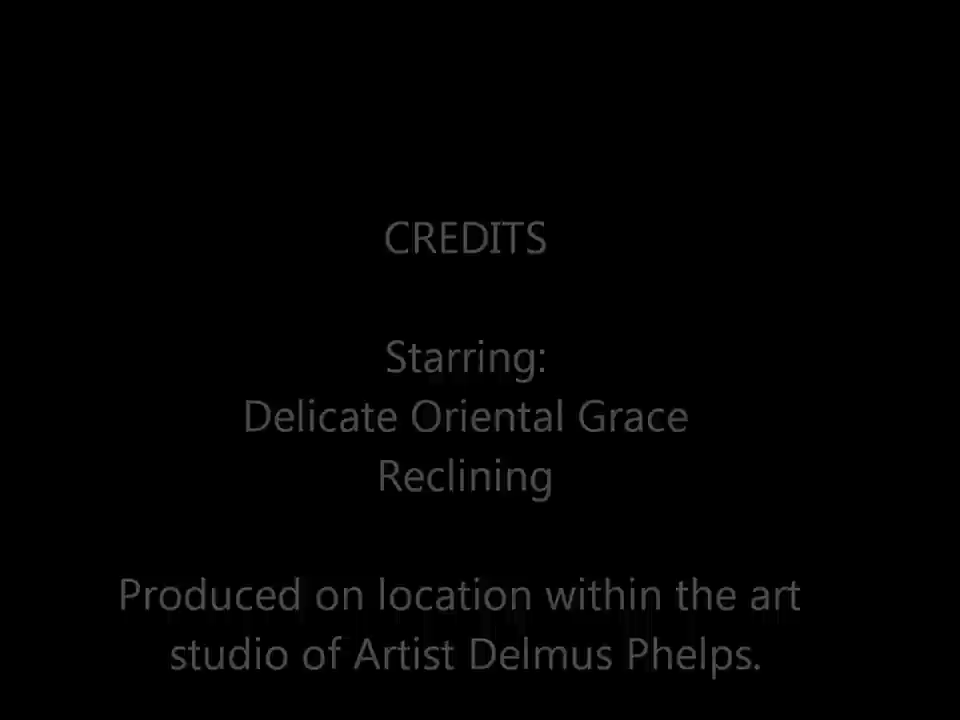 CREDITS
Starring:
Delicate Oriental Grace
Reclining
Produced on location within the art
studio of Artist Delmus Phelps.